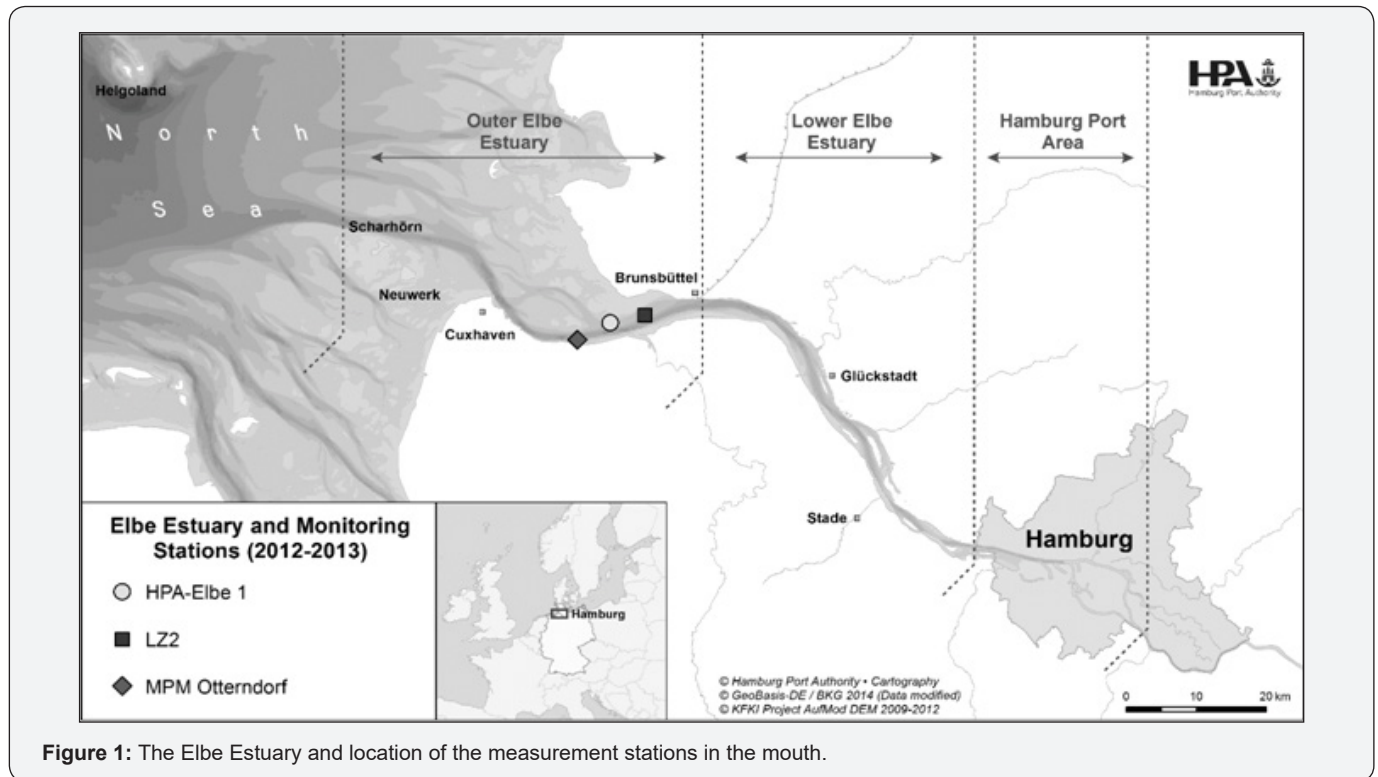 HPA
Hamburg Port Authority
Helgoland
N o r t h
S e a
Outer Elbe
Estuary
Lower Elbe
Estuary
Hamburg Port
Area
Scharhörn
Neuwerk
Cuxhaven
Brunsbüttel
Glückstadt
Stade
Hamburg
Elbe Estuary and Monitoring
Stations (2012-2013)
HPA-Elbe 1
LZ2
MPM Otterndorf
Hamburg
© Hamburg Port Authority • Cartography
© GeoBasis-DE / BKG 2014 (Data modified)
© KFKI Project AufMod DEM 2009-2012
0 10 20 km
Figure 1: The Elbe Estuary and location of the measurement stations in the mouth.